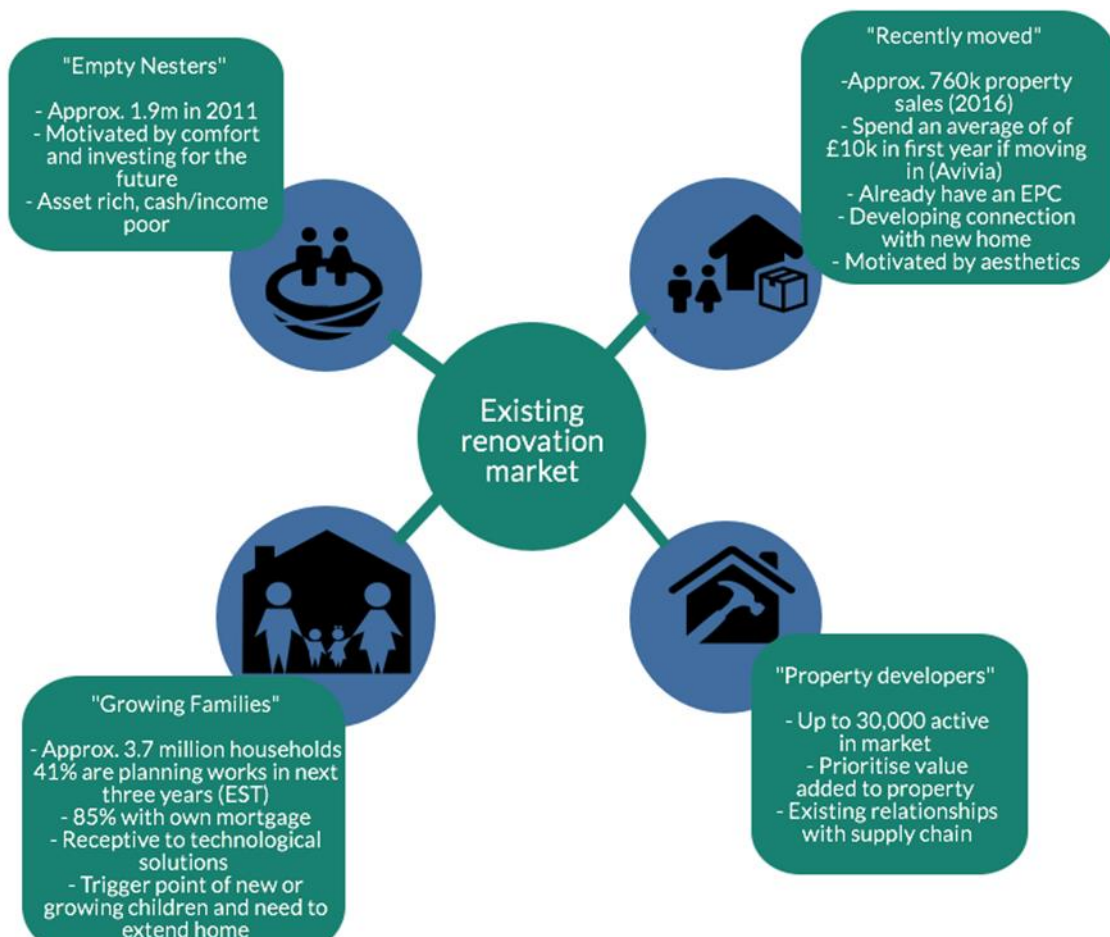 "Empty Nesters"
- Approx. 1.9m in 2011
- Motivated by comfort
and investing for the
future
- Asset rich, cash/income
poor
"Recently moved"
-Approx. 760k property
sales (2016)
- Spend an average of of
£10k in first year if moving
in (Avivia)
- Already have an EPC
- Developing connection
with new home
- Motivated by aesthetics
Existing
renovation
market
"Growing Families"
- Approx. 3.7 million households
41% are planning works in next
three years (EST)
- 85% with own mortgage
- Receptive to technological
solutions
- Trigger point of new or
growing children and need to
extend home
"Property developers"
- Up to 30,000 active
in market
- Prioritise value
added to property
- Existing relationships
with supply chain